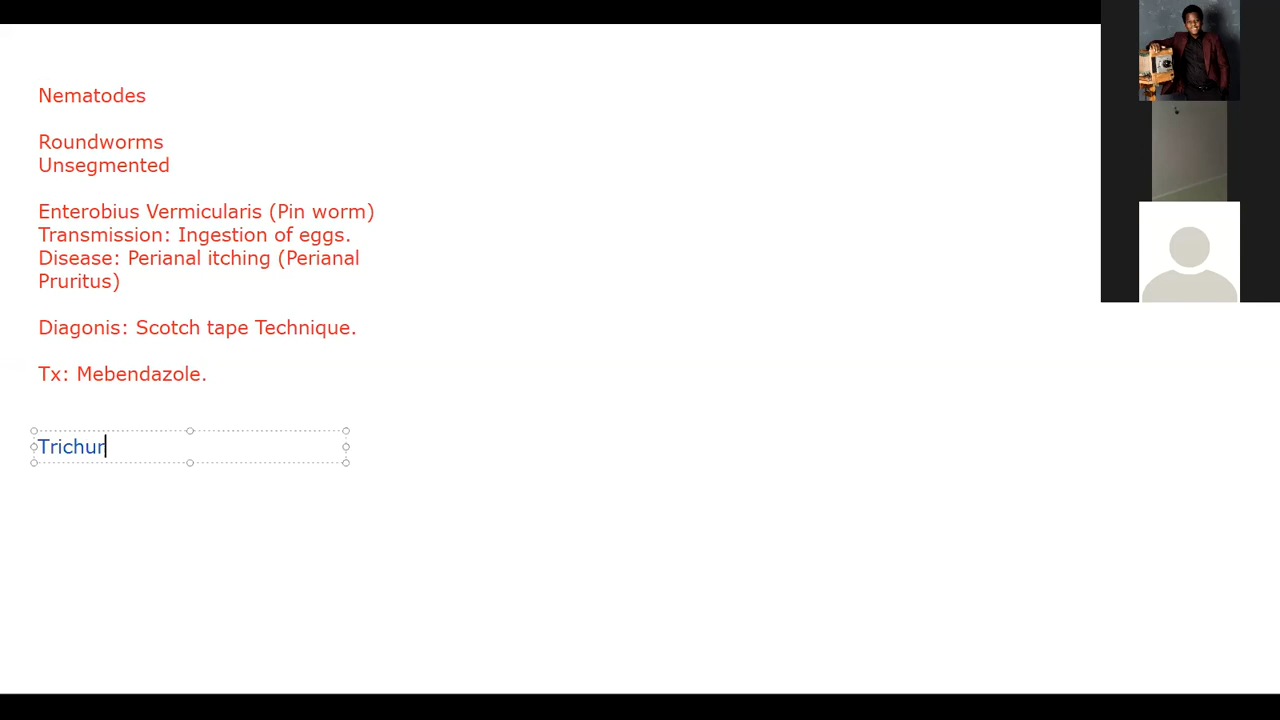 Nematodes
Roundworms
Unsegmented
Enterobius Vermicularis (Pin worm)
Transmission: Ingestion of eggs.
Disease: Perianal itching (Perianal
Pruritus)
Diagonis: Scotch tape Technique.
Tx: Mebendazole.
Trichur